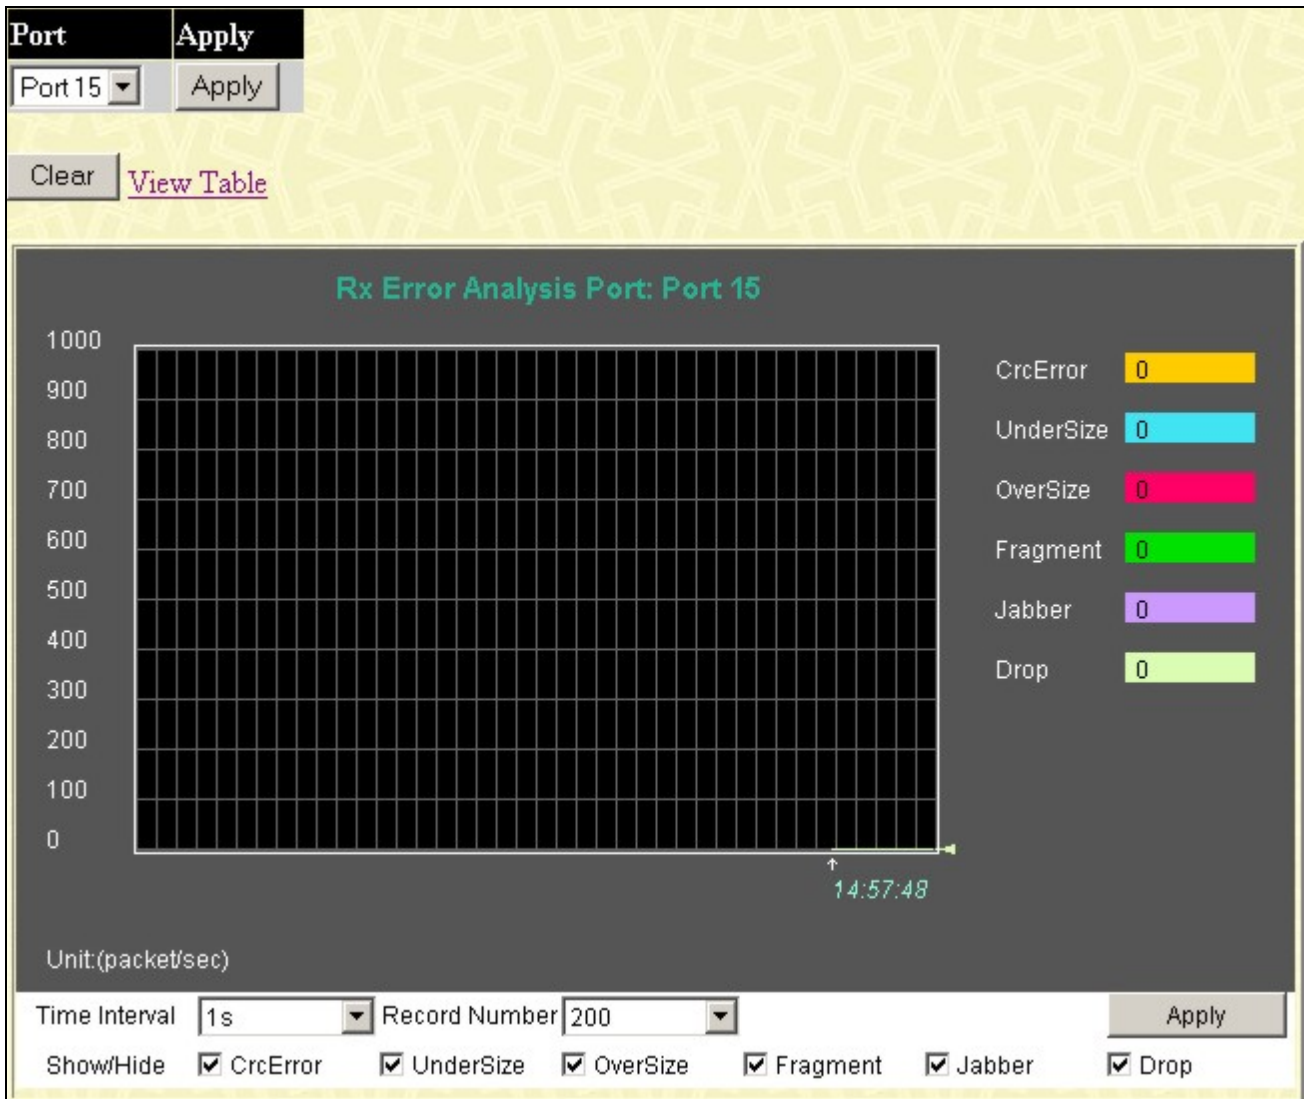 Port Apply
Port 15 Apply
Clear View Table
Rx Error Analysis Port: Port 15
1000
900
800
700
600
500
400
300
200
100
0
CrcError 0
UnderSize 0
OverSize 0
Fragment 0
Jabber 0
Drop 0
14:57:48
Unit:(packet/sec)
Time Interval 1s Record Number 200 Apply
Show/Hide CrcError UnderSize OverSize Fragment Jabber Drop